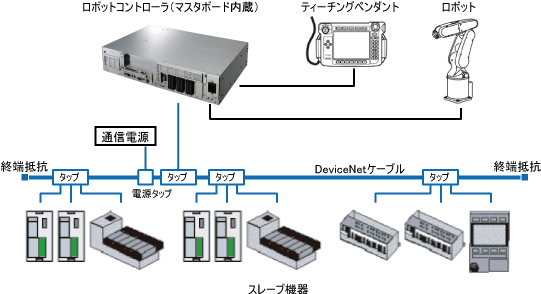 ロボットコントローラ(マスタボード内蔵)
ティーチングペンダント
ロボット
通信電源
終端抵抗
タップ
電源タップ
タップ
タップ
DeviceNetケーブル
タップ
終端抵抗
スレーブ機器